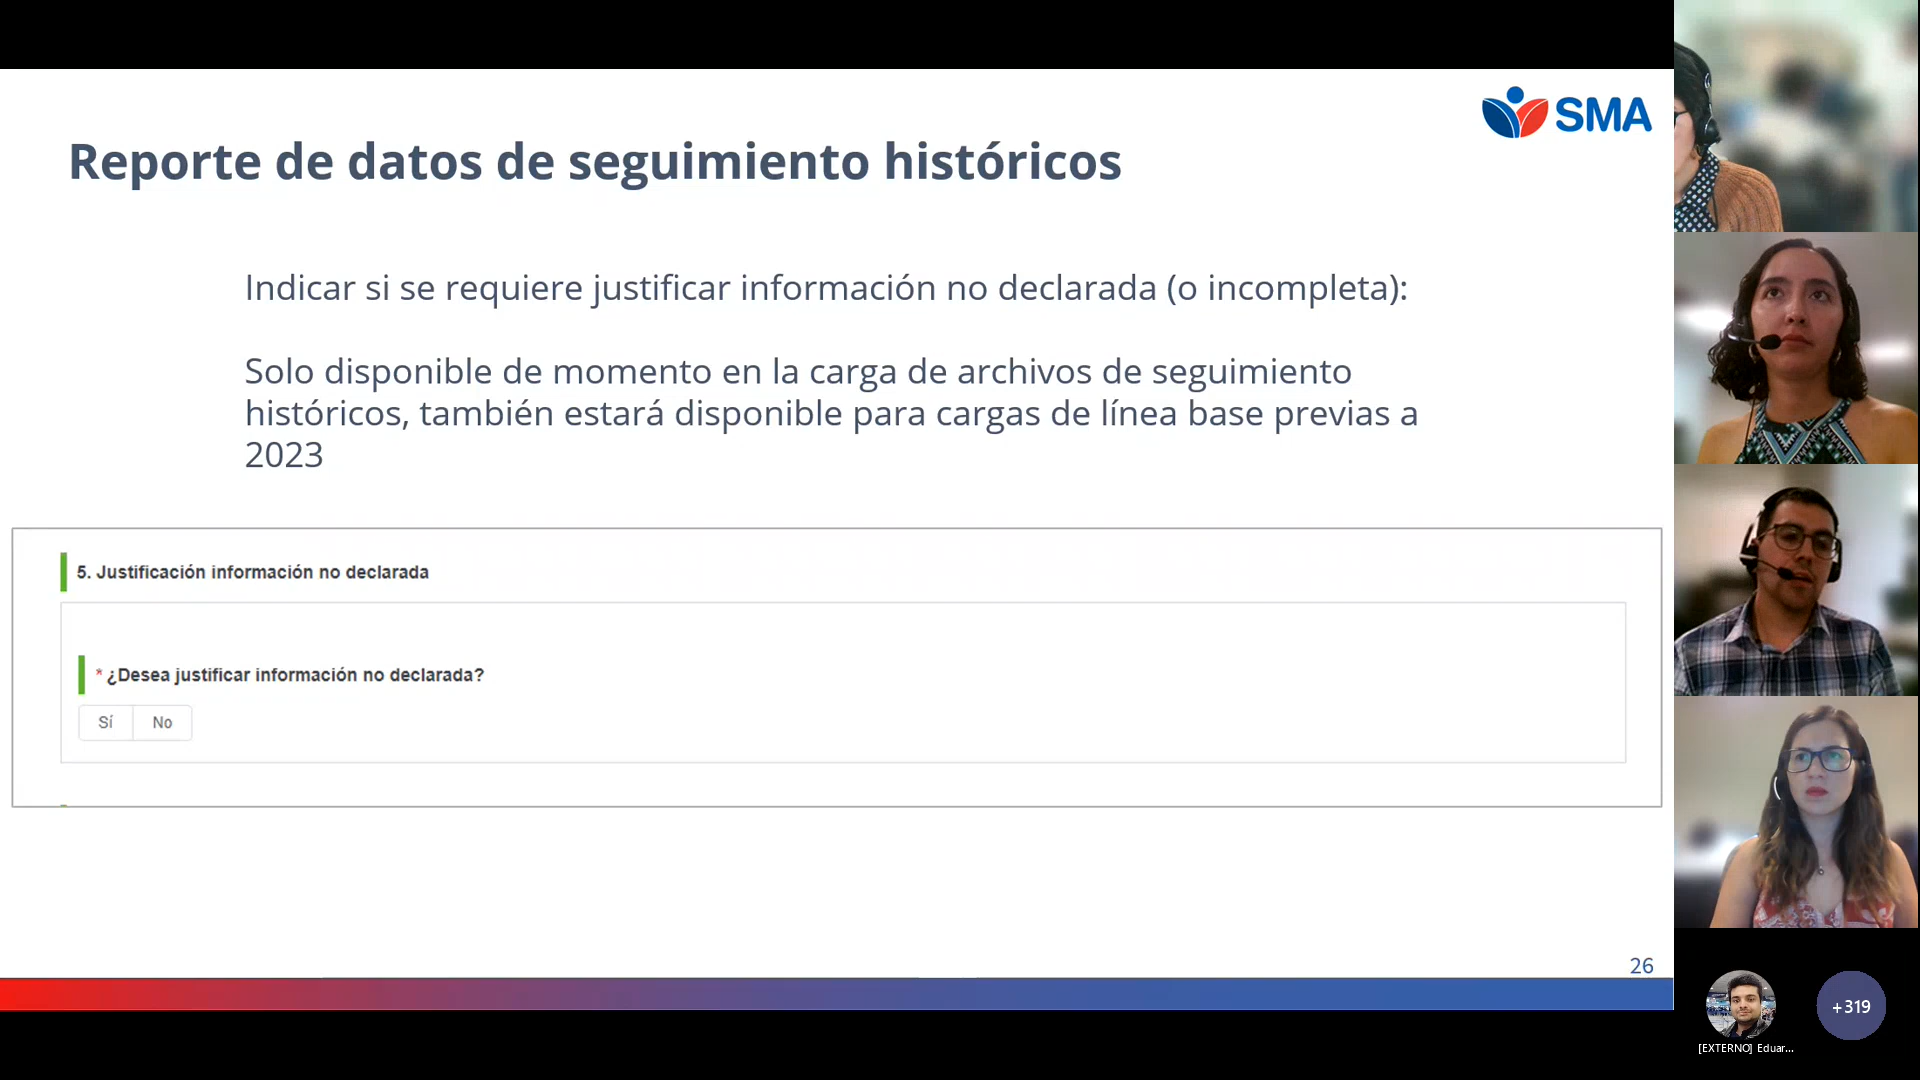 SMA
Reporte de datos de seguimiento históricos
Indicar si se requiere justificar información no declarada (o incompleta):
Solo disponible de momento en la carga de archivos de seguimiento
históricos, también estará disponible para cargas de línea base previas a
2023
5. Justificación información no declarada
* ¿Desea justificar información no declarada?
Sí No
26
+319
[EXTERNO] Eduar...